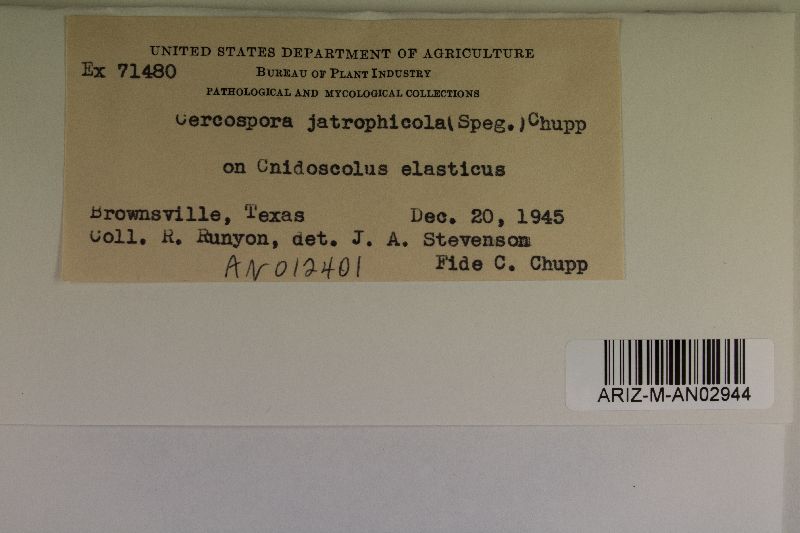 UNITED STATES DEPARTMENT OF AGRICULTURE
Ex 71480
BUREAU OF PLANT INDUSTRY
PATHOLOGICAL AND MYCOLOGICAL COLLECTIONS
Cercospora jatrophicola(Speg.)Chupp
on Cnidoscolus elasticus
Brownsville, Texas Dec. 20, 1945
Coll. R. Runyon, det. J. A. Stevenson
AN012401 Fide C. Chupp
ARIZ-M-AN02944